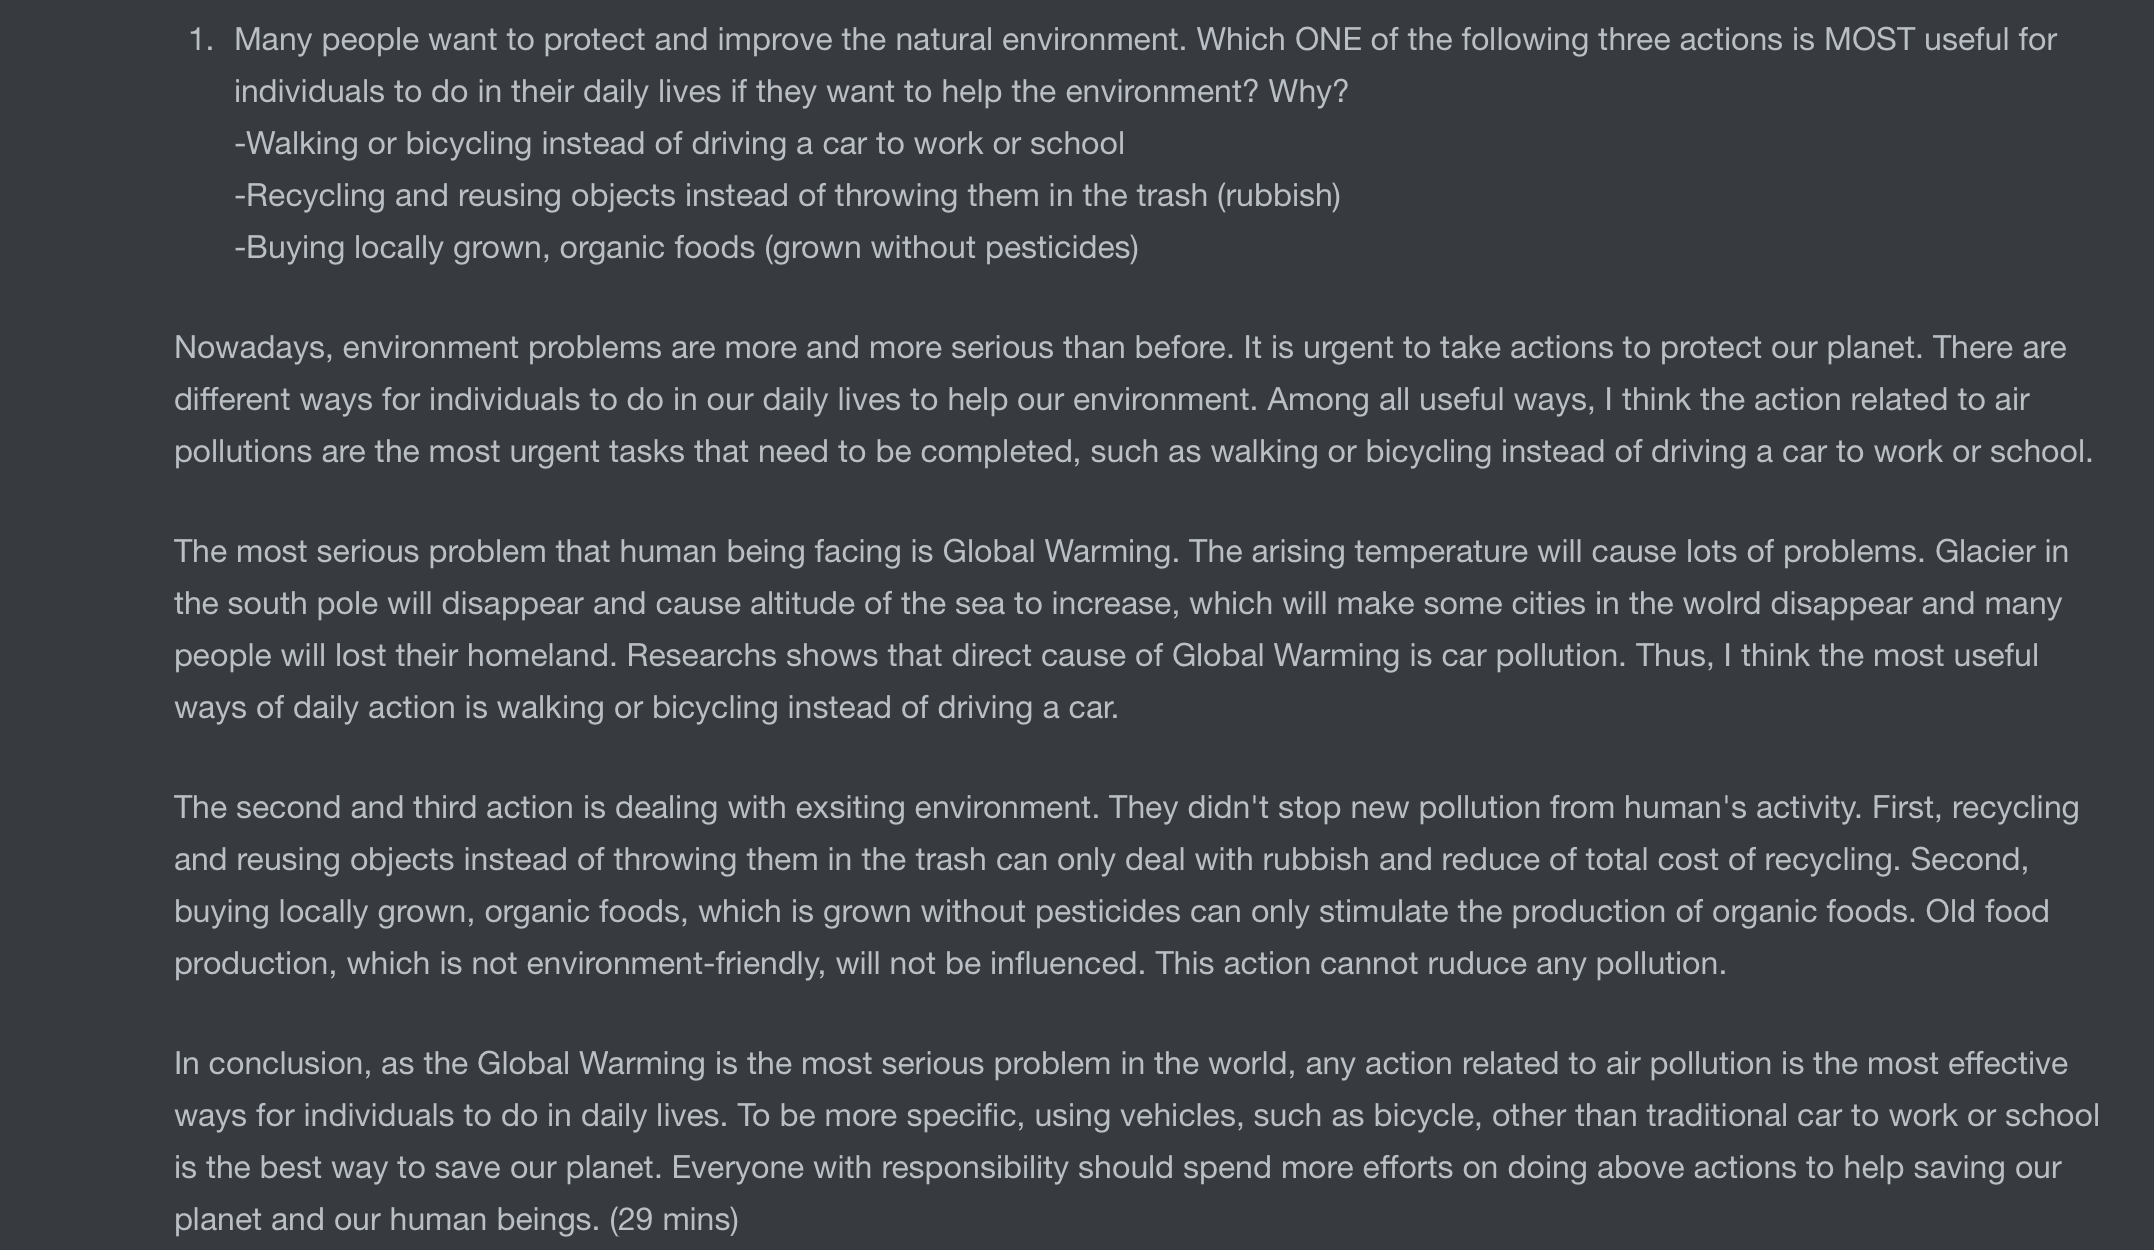 1. Many people want to protect and improve the natural environment. Which ONE of the following three actions is MOST useful for
individuals to do in their daily lives if they want to help the environment? Why?
-Walking or bicycling instead of driving a car to work or school
-Recycling and reusing objects instead of throwing them in the trash (rubbish)
-Buying locally grown, organic foods (grown without pesticides)
Nowadays, environment problems are more and more serious than before. It is urgent to take actions to protect our planet. There are
different ways for individuals to do in our daily lives to help our environment. Among all useful ways, I think the action related to air
pollutions are the most urgent tasks that need to be completed, such as walking or bicycling instead of driving a car to work or school.
The most serious problem that human being facing is Global Warming. The arising temperature will cause lots of problems. Glacier in
the south pole will disappear and cause altitude of the sea to increase, which will make some cities in the wolrd disappear and many
people will lost their homeland. Researchs shows that direct cause of Global Warming is car pollution. Thus, I think the most useful
ways of daily action is walking or bicycling instead of driving a car.
The second and third action is dealing with exsiting environment. They didn't stop new pollution from human's activity. First, recycling
and reusing objects instead of throwing them in the trash can only deal with rubbish and reduce of total cost of recycling. Second,
buying locally grown, organic foods, which is grown without pesticides can only stimulate the production of organic foods. Old food
production, which is not environment-friendly, will not be influenced. This action cannot ruduce any pollution.
In conclusion, as the Global Warming is the most serious problem in the world, any action related to air pollution is the most effective
ways for individuals to do in daily lives. To be more specific, using vehicles, such as bicycle, other than traditional car to work or school
is the best way to save our planet. Everyone with responsibility should spend more efforts on doing above actions to help saving our
planet and our human beings. (29 mins)